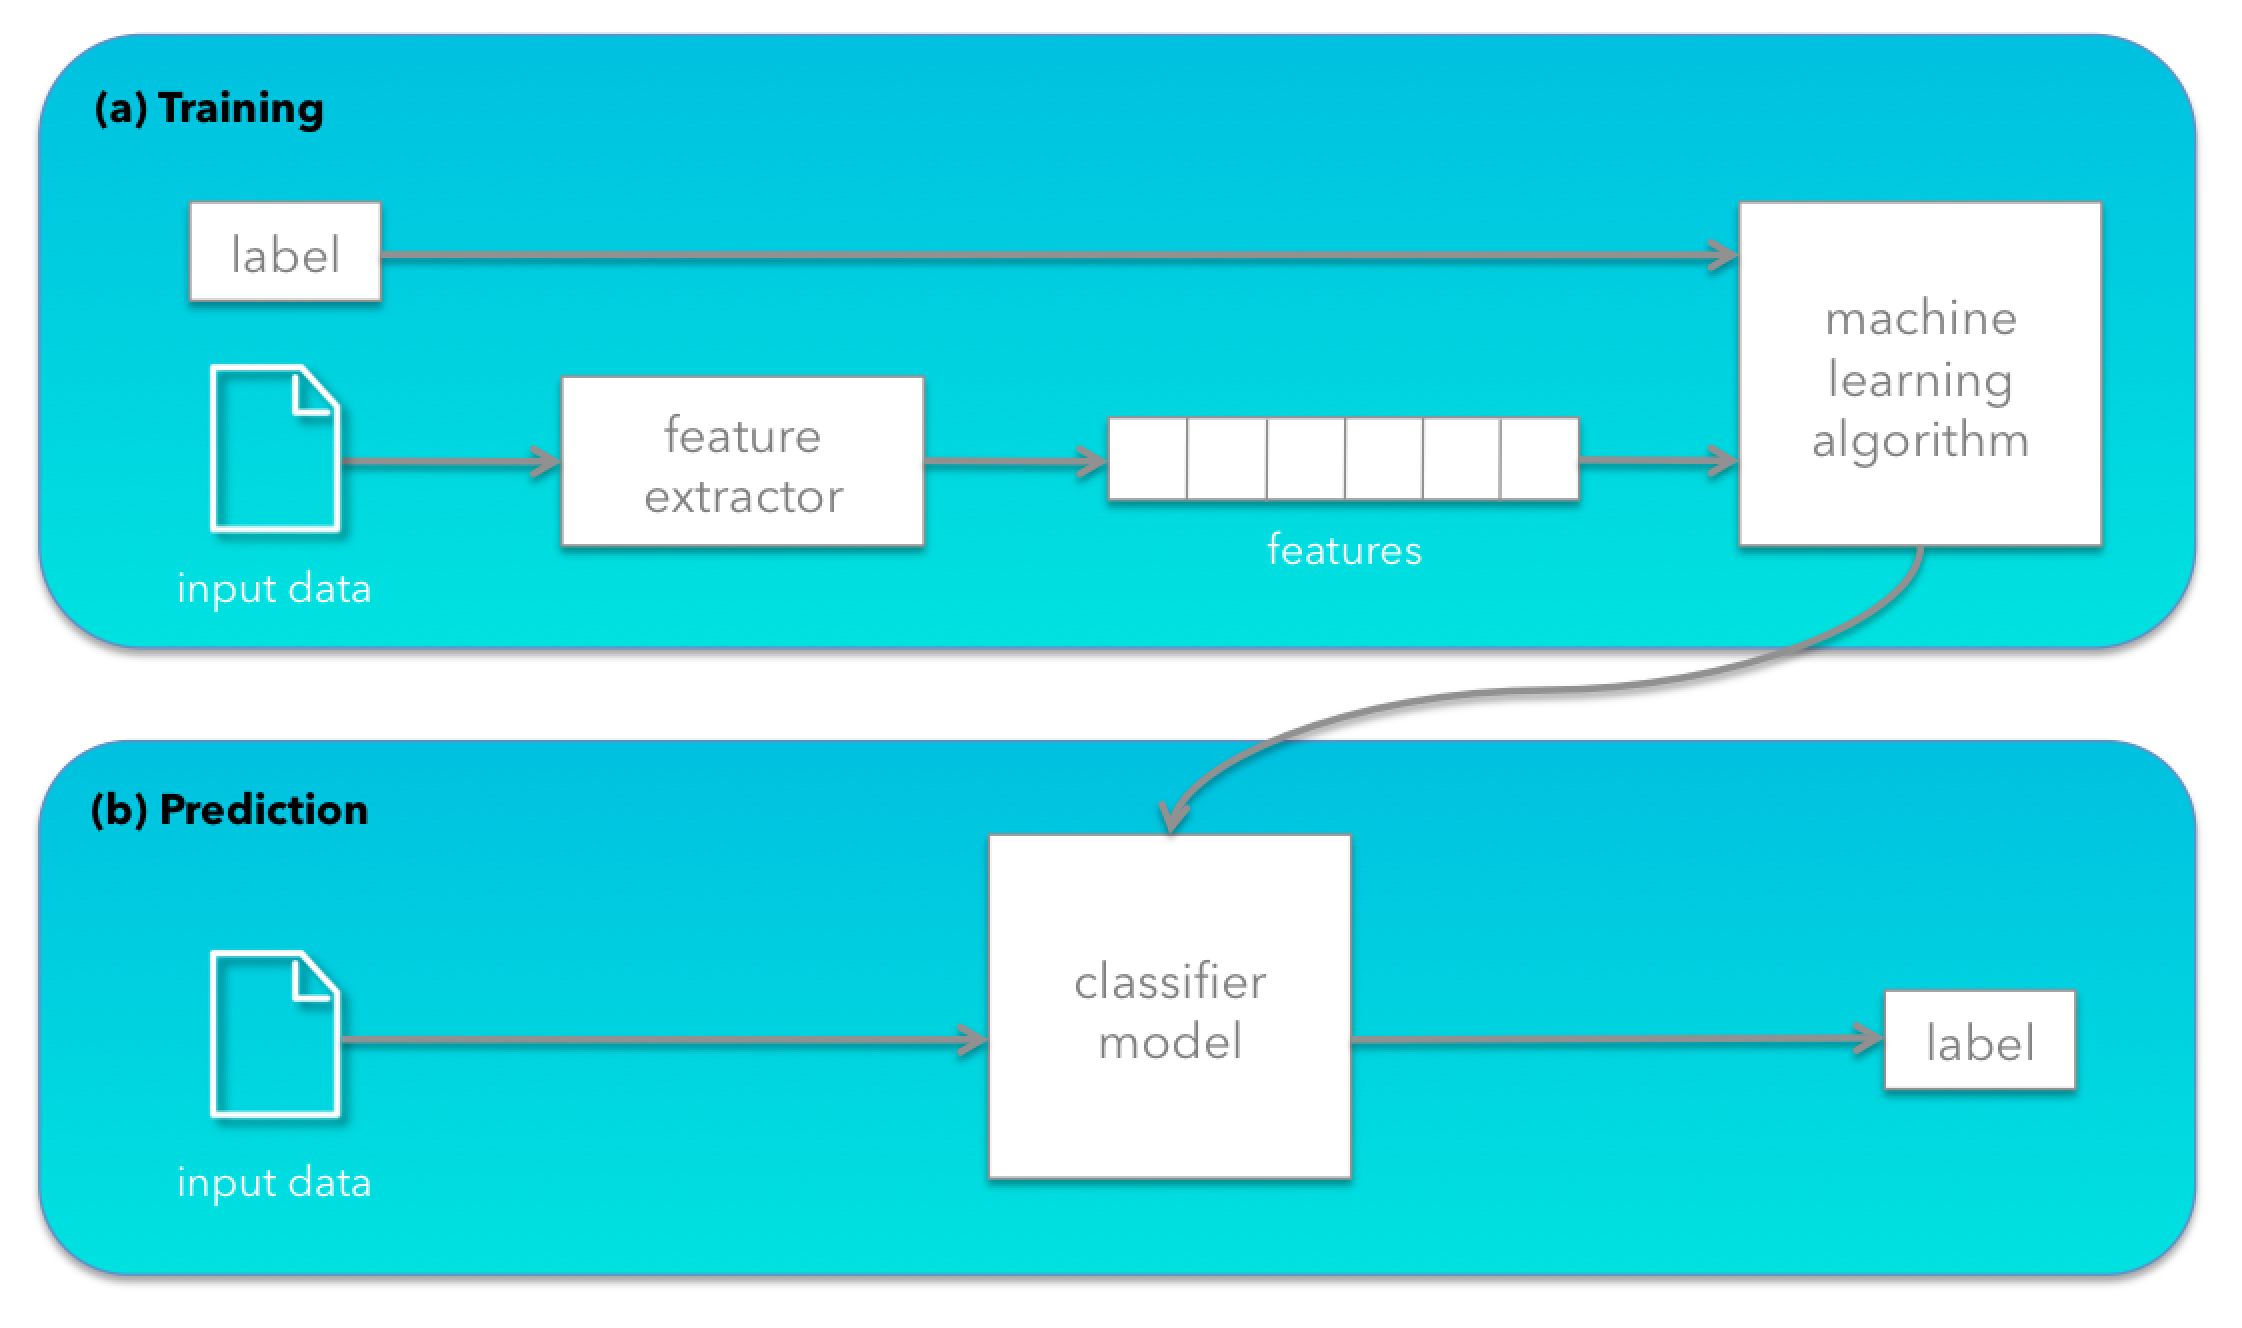 (a) Training
label
machine
learning
algorithm
feature
extractor
features
input data
(b) Prediction
classifier
model
label
input data